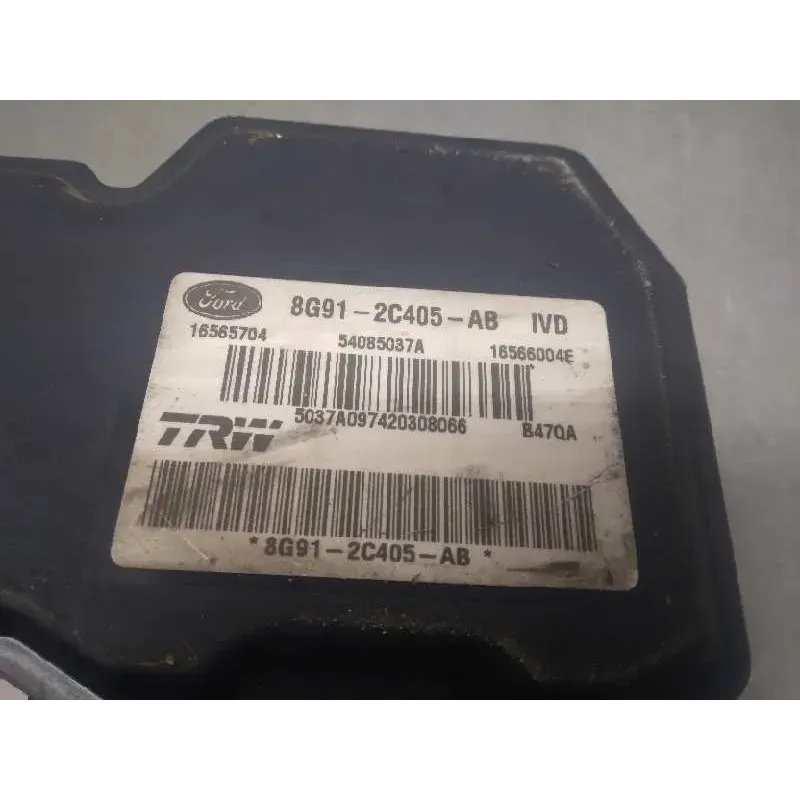 Ford 8G91-2C405-AB IVD
16565704 54085037A 16566004E
5037A097420308066 B47QA
TRW
*8G91-2C405-AB*